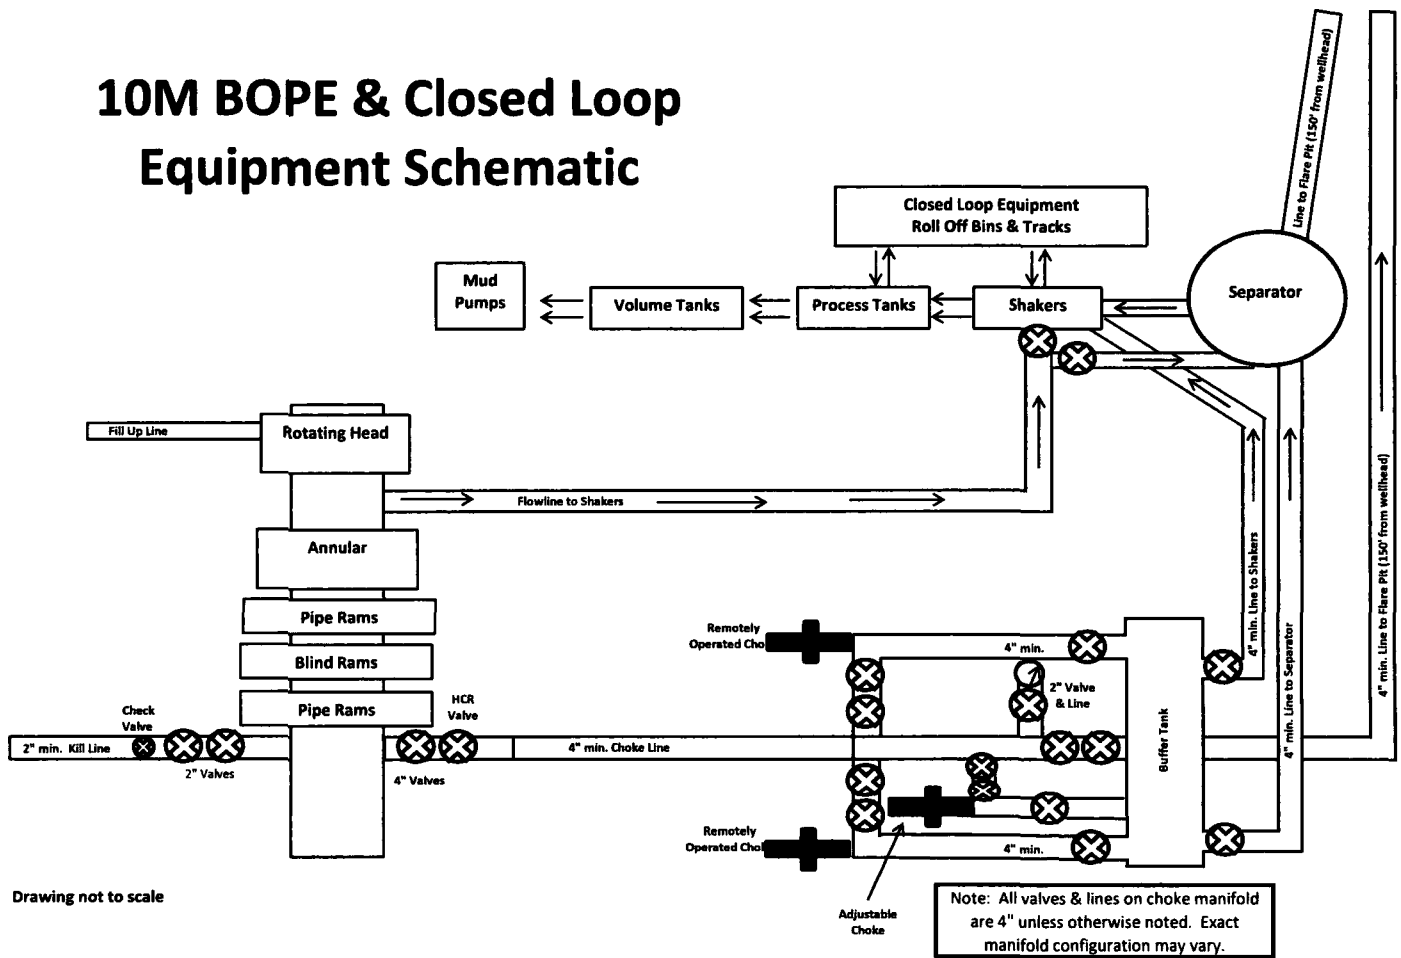 10M BOPE & Closed Loop
Equipment Schematic
Line to Flare Pit (150' from wellhead)
Closed Loop Equipment
Roll Off Bins & Tracks
Mud
Pumps
Volume Tanks
Process Tanks
Shakers
Separator
Fill Up Line
Rotating Head
Flowline to Shakers
Annular
Pipe Rams
Blind Rams
Pipe Rams
Check
Valve
HCR
Valve
2" min. Kill Line
2" Valves
4" Valves
4" min. Choke Line
Remotely
Operated Cho
4" min.
2" Valve
& Line
Buffer Tank
4" min. Line to Shakers
4" min. Line to Separator
4" min. Line to Flare Pit (150' from wellhead)
Remotely
Operated Chol
4" min.
Adjustable
Choke
Drawing not to scale
Note: All valves & lines on choke manifold
are 4" unless otherwise noted. Exact
manifold configuration may vary.